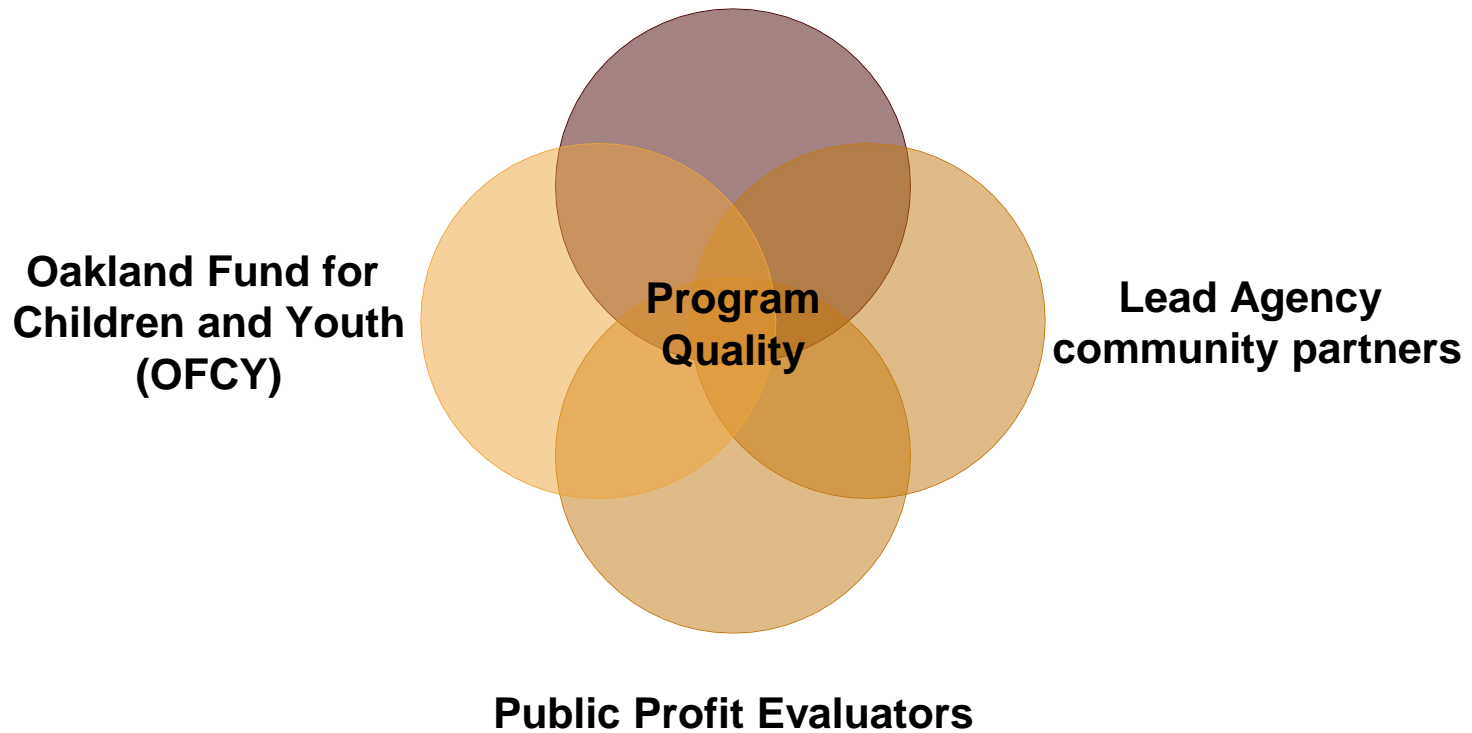 Oakland Fund for
Children and Youth
(OFCY)
Program
Quality
Lead Agency
community partners
Public Profit Evaluators